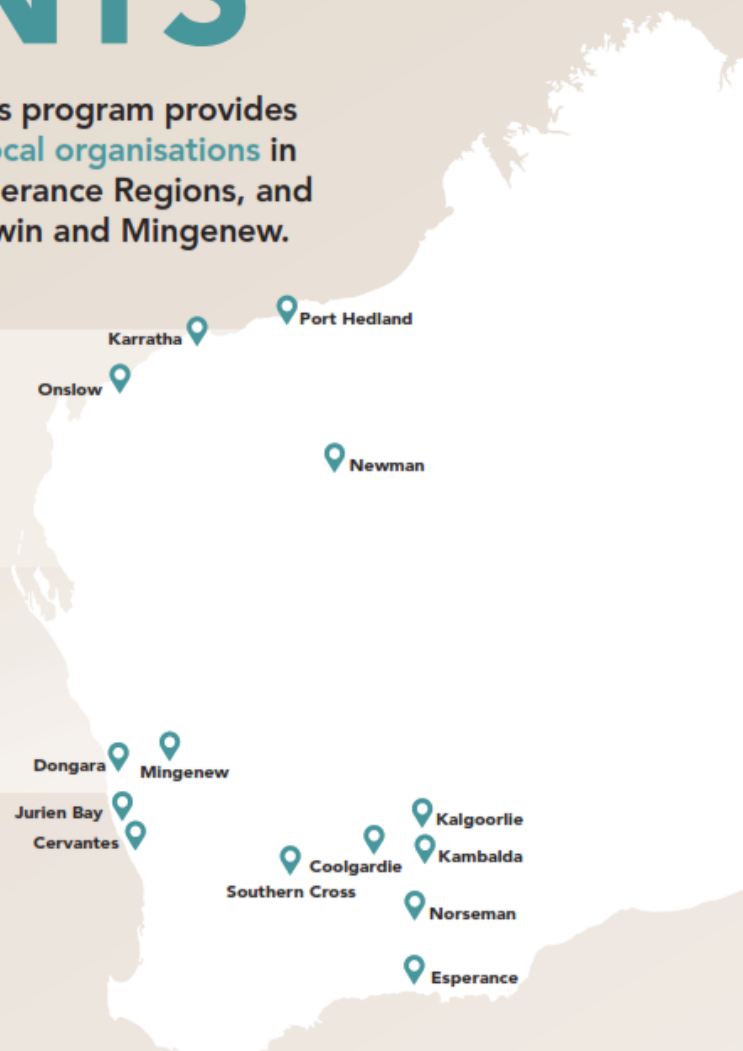 NTS
s program provides
ocal organisations in
erance Regions, and
win and Mingenew.
Port Hedland
Karratha
Onslow
Newman
Dongara
Mingenew
Jurien Bay
Cervantes
Kalgoorlie
Kambalda
Coolgardie
Southern Cross
Norseman
Esperance